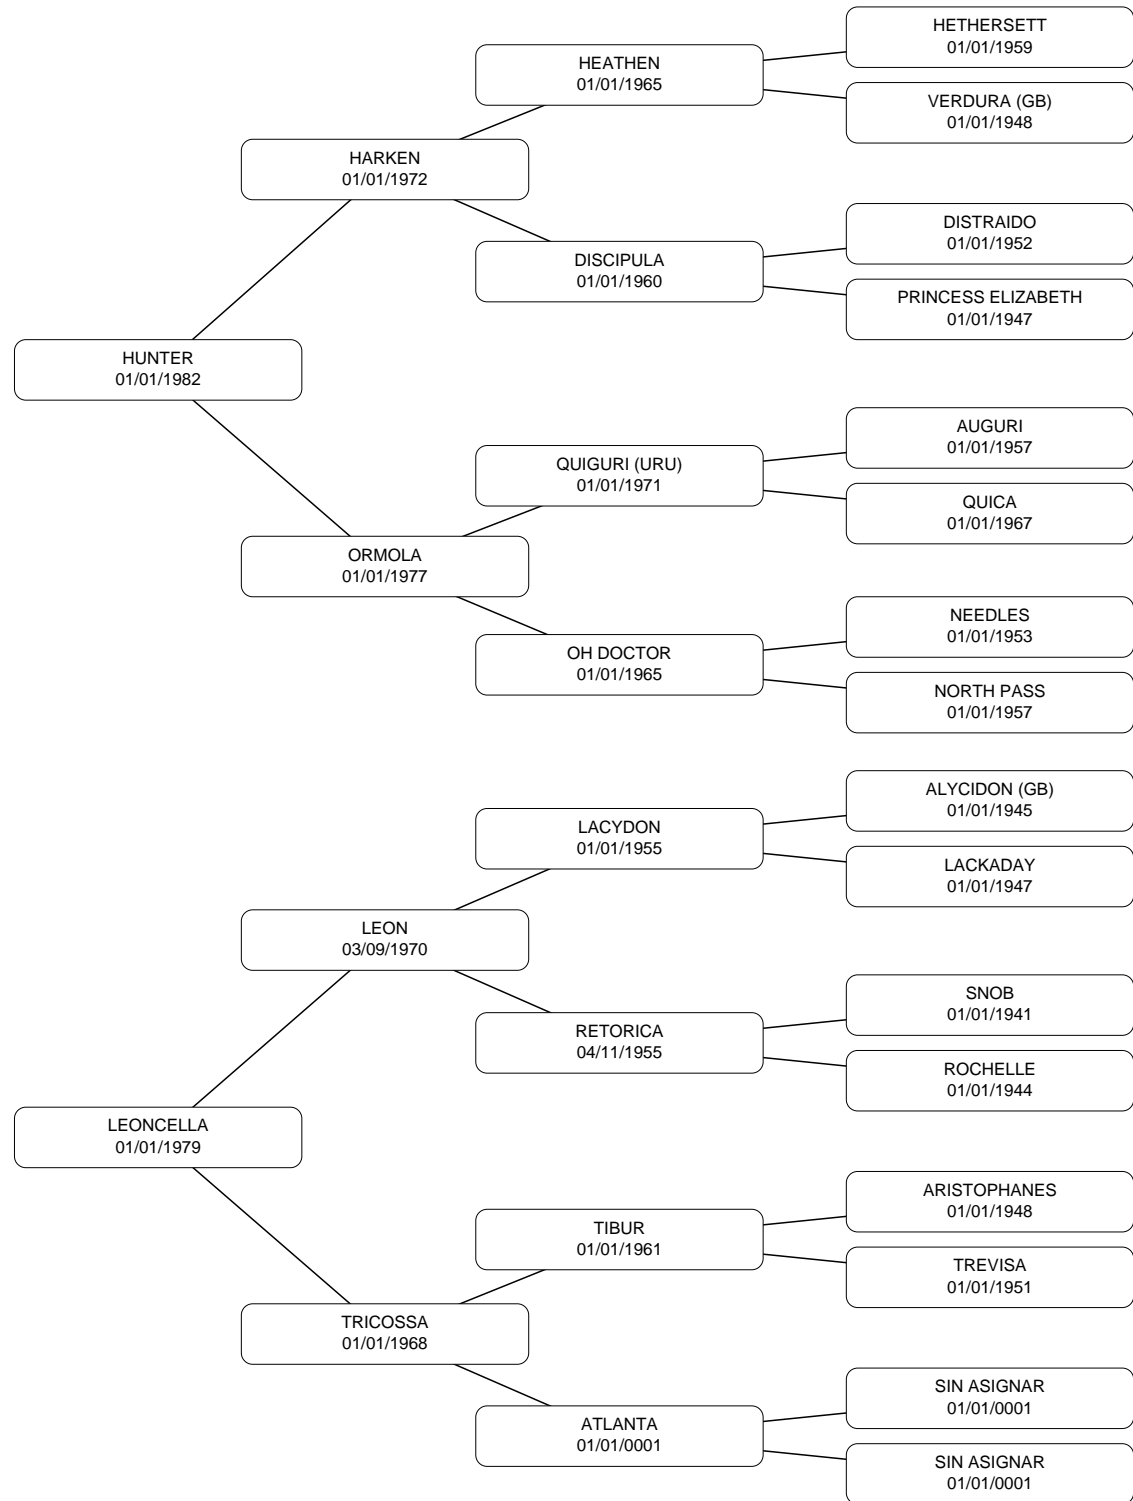 HETHERSETT
01/01/1959
HEATHEN
01/01/1965
VERDURA (GB)
01/01/1948
HARKEN
01/01/1972
DISTRAIDO
01/01/1952
DISCIPULA
01/01/1960
PRINCESS ELIZABETH
01/01/1947
HUNTER
01/01/1982
AUGURI
01/01/1957
QUIGURI (URU)
01/01/1971
QUICA
01/01/1967
ORMOLA
01/01/1977
NEEDLES
01/01/1953
OH DOCTOR
01/01/1965
NORTH PASS
01/01/1957
ALYCIDON (GB)
01/01/1945
LACYDON
01/01/1955
LACKADAY
01/01/1947
LEON
03/09/1970
SNOB
01/01/1941
RETORICA
04/11/1955
ROCHELLE
01/01/1944
LEONCELLA
01/01/1979
ARISTOPHANES
01/01/1948
TIBUR
01/01/1961
TREVISA
01/01/1951
TRICOSSA
01/01/1968
SIN ASIGNAR
01/01/0001
ATLANTA
01/01/0001
SIN ASIGNAR
01/01/0001